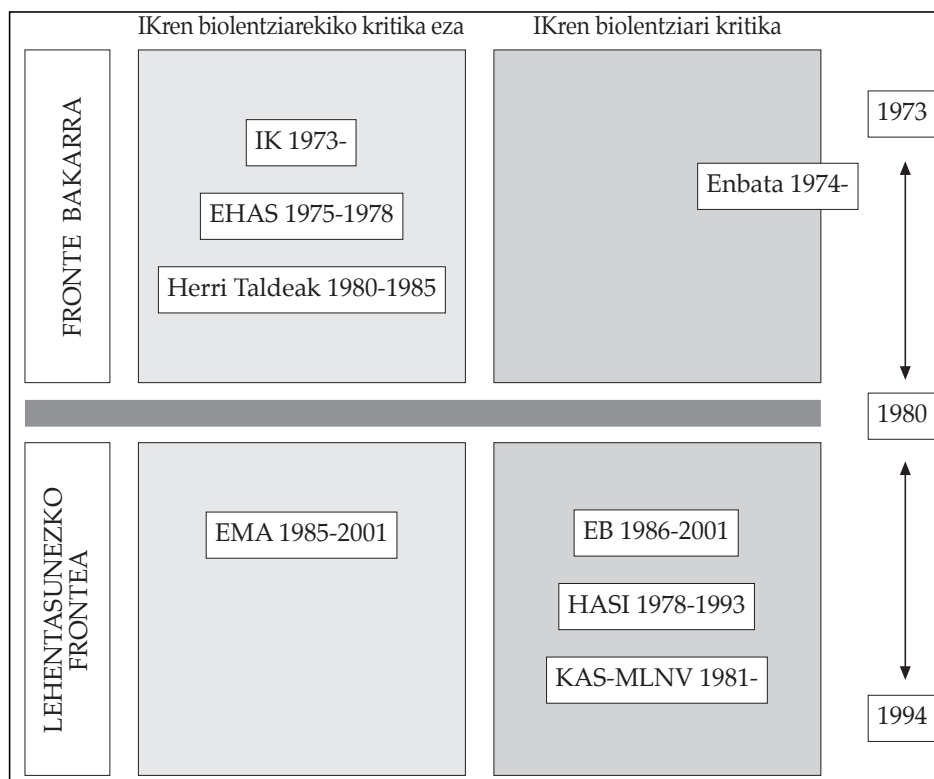 IKren biolentziarekiko kritika eza
IKren biolentziari kritika
FRONTE BAKARRA
IK 1973-
EHAS 1975-1978
Herri Taldeak 1980-1985
Enbata 1974-
1973
1980
LEHENTASUNEZKO
FRONTEA
EMA 1985-2001
EB 1986-2001
HASI 1978-1993
KAS-MLNV 1981-
1994